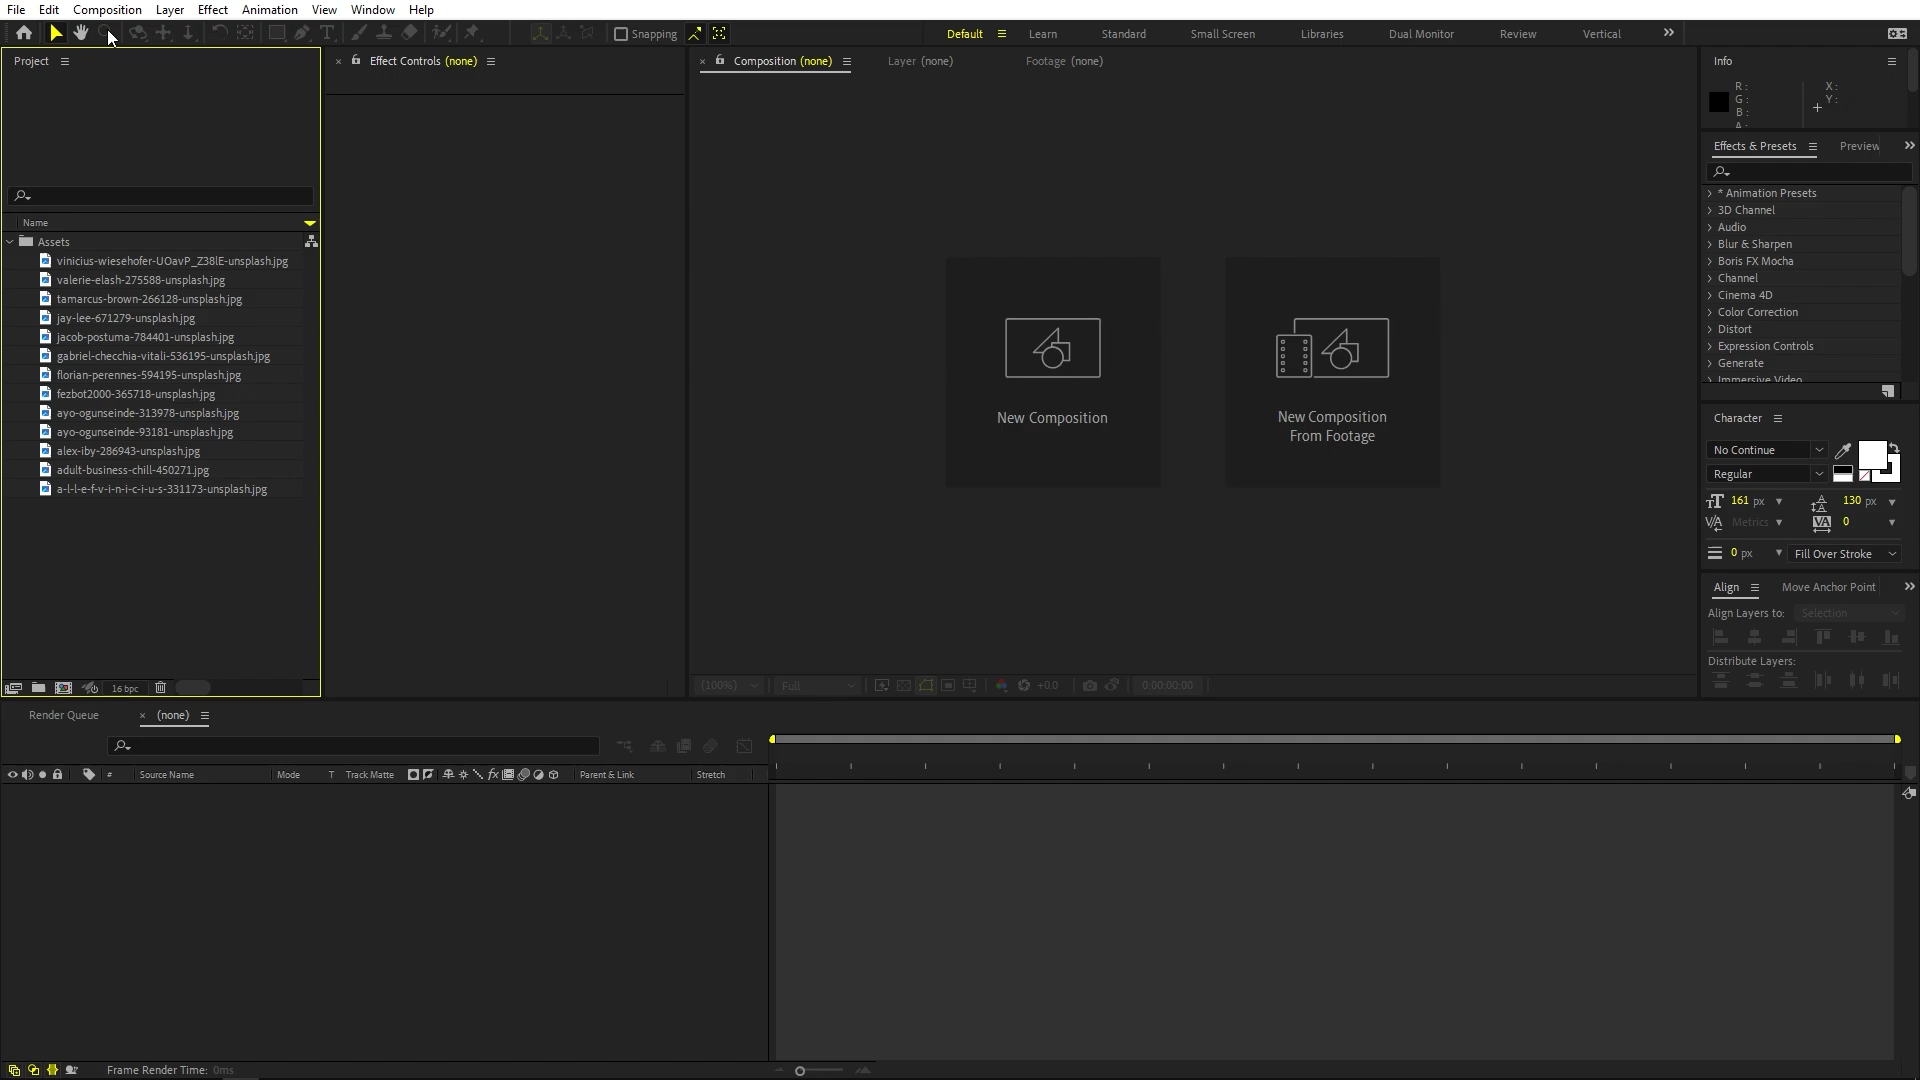 File Edit Composition Layer Effect Animation View Window Help
Snapping Default Learn Standard Small Screen Libraries Dual Monitor Review Vertical
Project
Effect Controls (none)
Composition (none) Layer (none) Footage (none)
Info
R :
G :
B :
A :
X :
Y :
Effects & Presets Preview
* Animation Presets
3D Channel
Audio
Blur & Sharpen
Boris FX Mocha
Channel
Cinema 4D
Color Correction
Distort
Expression Controls
Generate
Immersive Video
Name
Assets
vinicius-wiesehofer-UOavP_Z38lE-unsplash.jpg
valerie-elash-275588-unsplash.jpg
tamarcus-brown-266128-unsplash.jpg
jay-lee-671279-unsplash.jpg
jacob-postuma-784401-unsplash.jpg
gabriel-checchia-vitali-536195-unsplash.jpg
florian-perennes-594195-unsplash.jpg
fezbot2000-365718-unsplash.jpg
ayo-ogunseinde-313978-unsplash.jpg
ayo-ogunseinde-93181-unsplash.jpg
alex-iby-286943-unsplash.jpg
adult-business-chill-450271.jpg
a-l-l-e-f-v-i-n-i-c-i-u-s-331173-unsplash.jpg
New Composition
New Composition
From Footage
Character
No Continue
Regular
161 px 130 px
Metrics 0
0 px Fill Over Stroke
Align Move Anchor Point
Align Layers to: Selection
Distribute Layers:
16 bpc
(100%) Full +0.0 0:00:00:00
Render Queue (none)
# Source Name Mode T Track Matte fx Parent & Link Stretch
Frame Render Time: 0ms